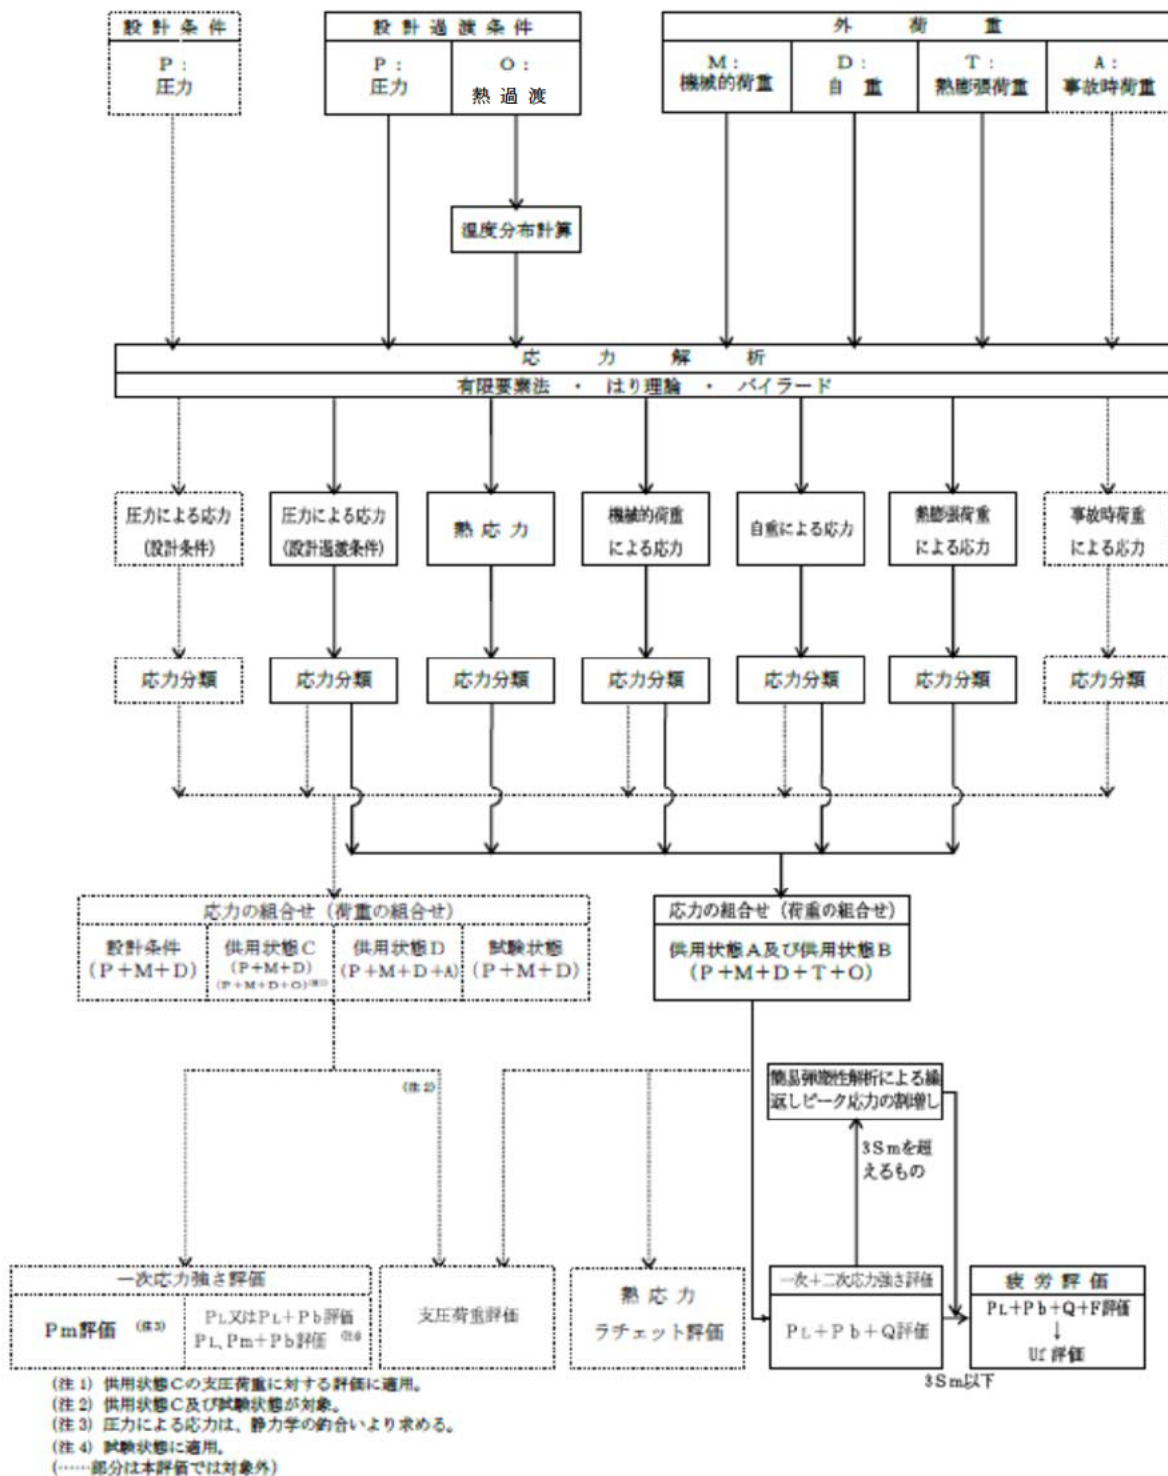 設計条件
P：
圧力
設計過渡条件
P：
圧力
O：
熱過渡
外荷重
M：
機械的荷重
D：
自重
T：
熱膨張荷重
A：
事故時荷重
温度分布計算
応力解析
有限要素法 ・ はり理論 ・ バイラード
圧力による応力
(設計条件)
圧力による応力
(設計過渡条件)
熱応力
機械的荷重
による応力
自重による応力
熱膨張荷重
による応力
事故時荷重
による応力
応力分類
応力分類
応力分類
応力分類
応力分類
応力分類
応力分類
応力の組合せ（荷重の組合せ）
設計条件
(P+M+D)
供用状態C
(P+M+D)
(P+M+D+O)(注1)
供用状態D
(P+M+D+A)
試験状態
(P+M+D)
応力の組合せ（荷重の組合せ）
供用状態A及び供用状態B
(P+M+D+T+O)
(注2)
簡易弾塑性解析による繰
返しピーク応力の割増し
3Smを超
えるもの
一次応力強さ評価
Pm評価 (注3)
PL又はPL+Pb評価
PL、Pm+Pb評価 (注4)
支圧荷重評価
熱応力
ラチェット評価
一次+二次応力強さ評価
PL+Pb+Q評価
疲労評価
PL+Pb+Q+F評価
↓
Uf評価
3Sm以下
(注1) 供用状態Cの支圧荷重に対する評価に適用。
(注2) 供用状態C及び試験状態が対象。
(注3) 圧力による応力は、静力学の釣合いより求める。
(注4) 試験状態に適用。
(……部分は本評価では対象外)